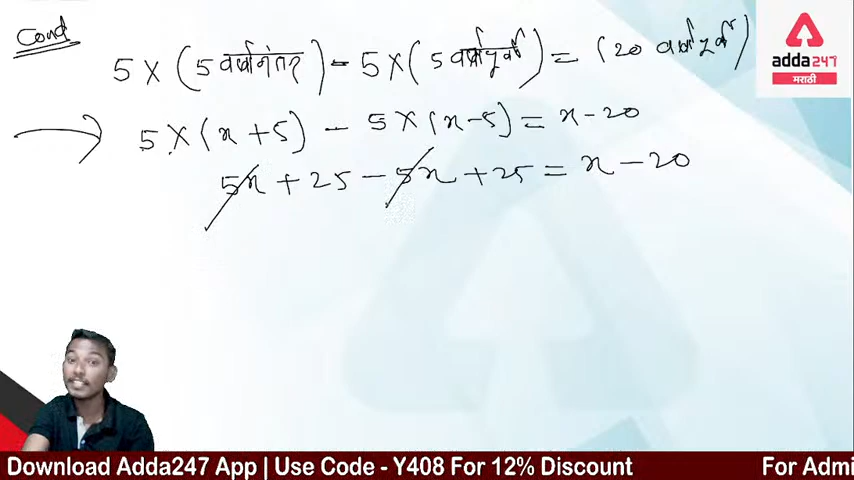 Cond
5 × (5 वर्षानंतर) - 5 × (5 वर्षापूर्वी) = (20 वर्षापूर्वी)
5 × (x + 5) - 5 × (x - 5) = x - 20
5x + 25 - 5x + 25 = x - 20
adda247
मराठी
Download Adda247 App | Use Code - Y408 For 12% Discount For Admi